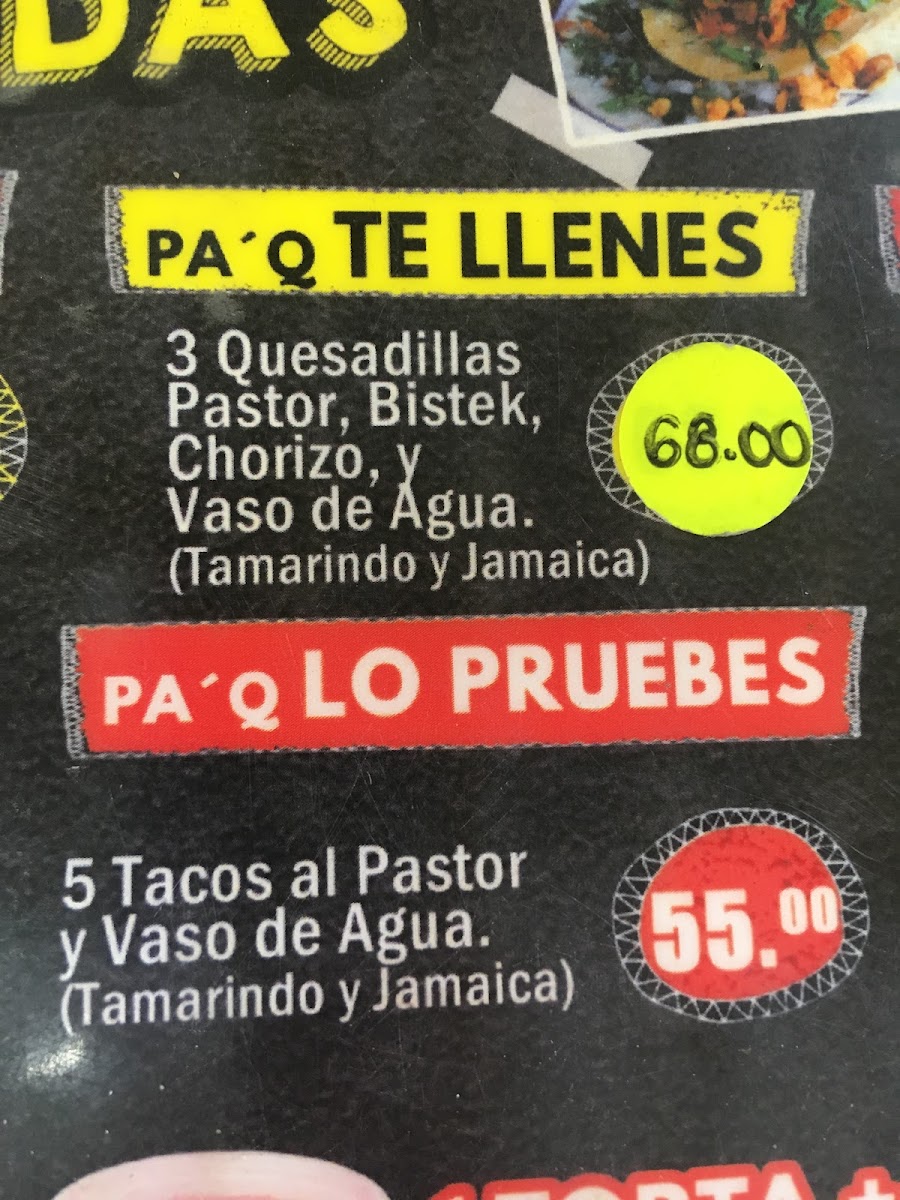 DAS
PA´Q TE LLENES
3 Quesadillas
Pastor, Bistek,
Chorizo, y
Vaso de Agua.
(Tamarindo y Jamaica)
68.00
PA´Q LO PRUEBES
5 Tacos al Pastor
y Vaso de Agua.
(Tamarindo y Jamaica)
55.00
TORTA +